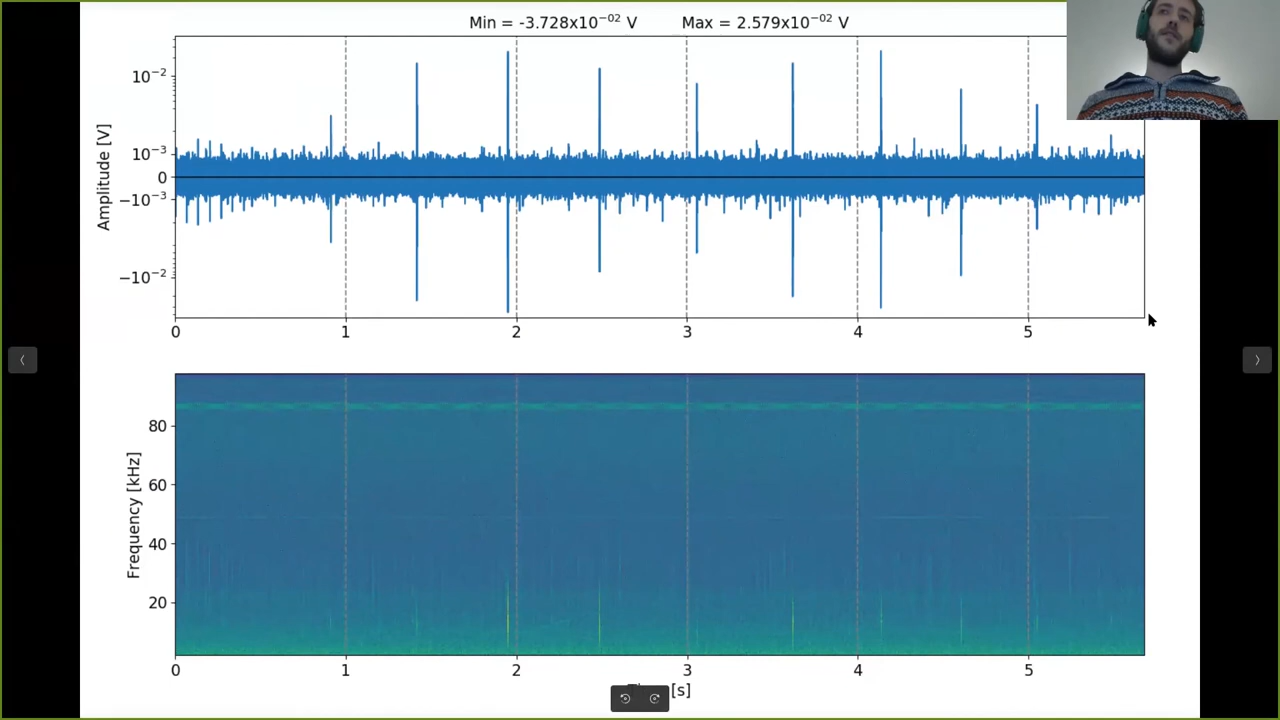 Min = -3.728x10⁻⁰² V Max = 2.579x10⁻⁰² V
Amplitude [V]
10⁻²
10⁻³
0
−10⁻³
−10⁻²
0 1 2 3 4 5
Frequency [kHz]
80
60
40
20
0 1 2 3 4 5
[s]